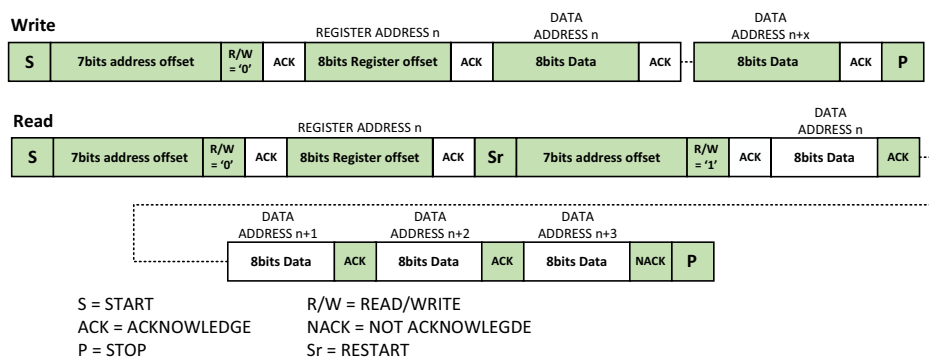 Write
REGISTER ADDRESS n
DATA
ADDRESS n
DATA
ADDRESS n+x
S 7bits address offset R/W = ‘0’ ACK 8bits Register offset ACK 8bits Data ACK 8bits Data ACK P
Read
REGISTER ADDRESS n
DATA
ADDRESS n
S 7bits address offset R/W = ‘0’ ACK 8bits Register offset ACK Sr 7bits address offset R/W = ‘1’ ACK 8bits Data ACK
DATA
ADDRESS n+1
DATA
ADDRESS n+2
DATA
ADDRESS n+3
8bits Data ACK 8bits Data ACK 8bits Data NACK P
S = START R/W = READ/WRITE
ACK = ACKNOWLEDGE NACK = NOT ACKNOWLEGDE
P = STOP Sr = RESTART